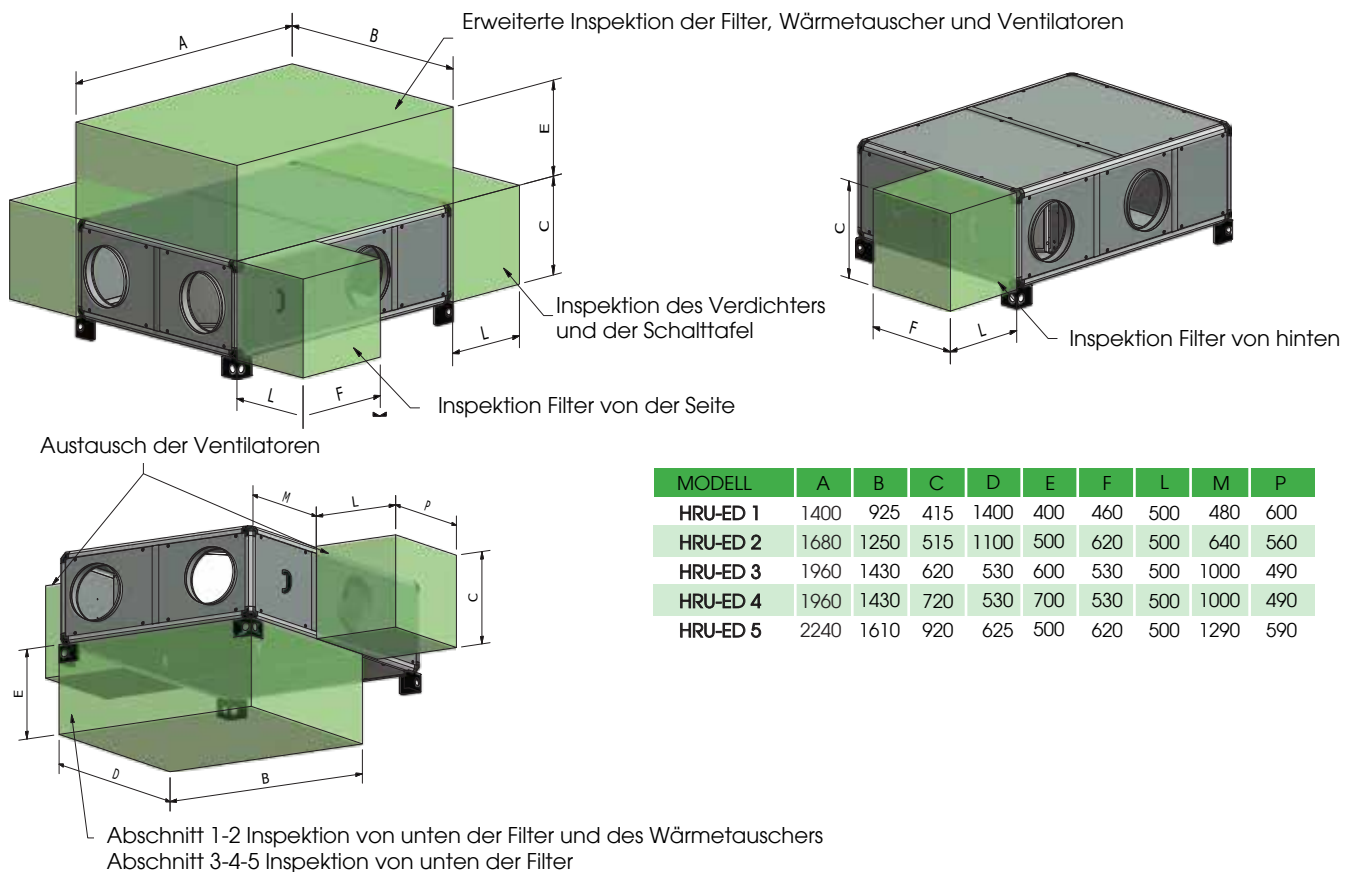 Erweiterte Inspektion der Filter, Wärmetauscher und Ventilatoren
A
B
E
C
L
Inspektion des Verdichters
und der Schalttafel
L
F
Inspektion Filter von der Seite
C
F
L
Inspektion Filter von hinten
Austausch der Ventilatoren
M
L
P
C
E
D
B
Abschnitt 1-2 Inspektion von unten der Filter und des Wärmetauschers
Abschnitt 3-4-5 Inspektion von unten der Filter
MODELL A B C D E F L M P
HRU-ED 1 1400 925 415 1400 400 460 500 480 600
HRU-ED 2 1680 1250 515 1100 500 620 500 640 560
HRU-ED 3 1960 1430 620 530 600 530 500 1000 490
HRU-ED 4 1960 1430 720 530 700 530 500 1000 490
HRU-ED 5 2240 1610 920 625 500 620 500 1290 590